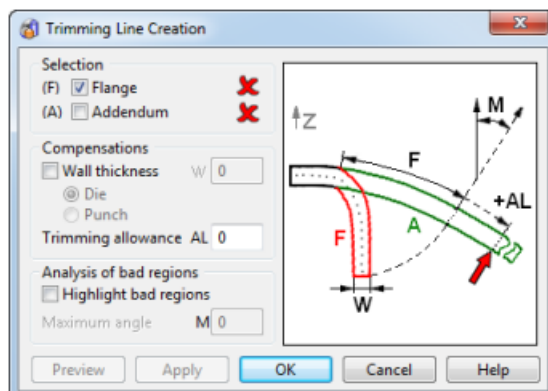 Trimming Line Creation
Selection
(F) Flange
(A) Addendum
Compensations
Wall thickness W 0
Die
Punch
Trimming allowance AL 0
Analysis of bad regions
Highlight bad regions
Maximum angle M 0
Z
M
F
+AL
F
A
W
Preview Apply OK Cancel Help